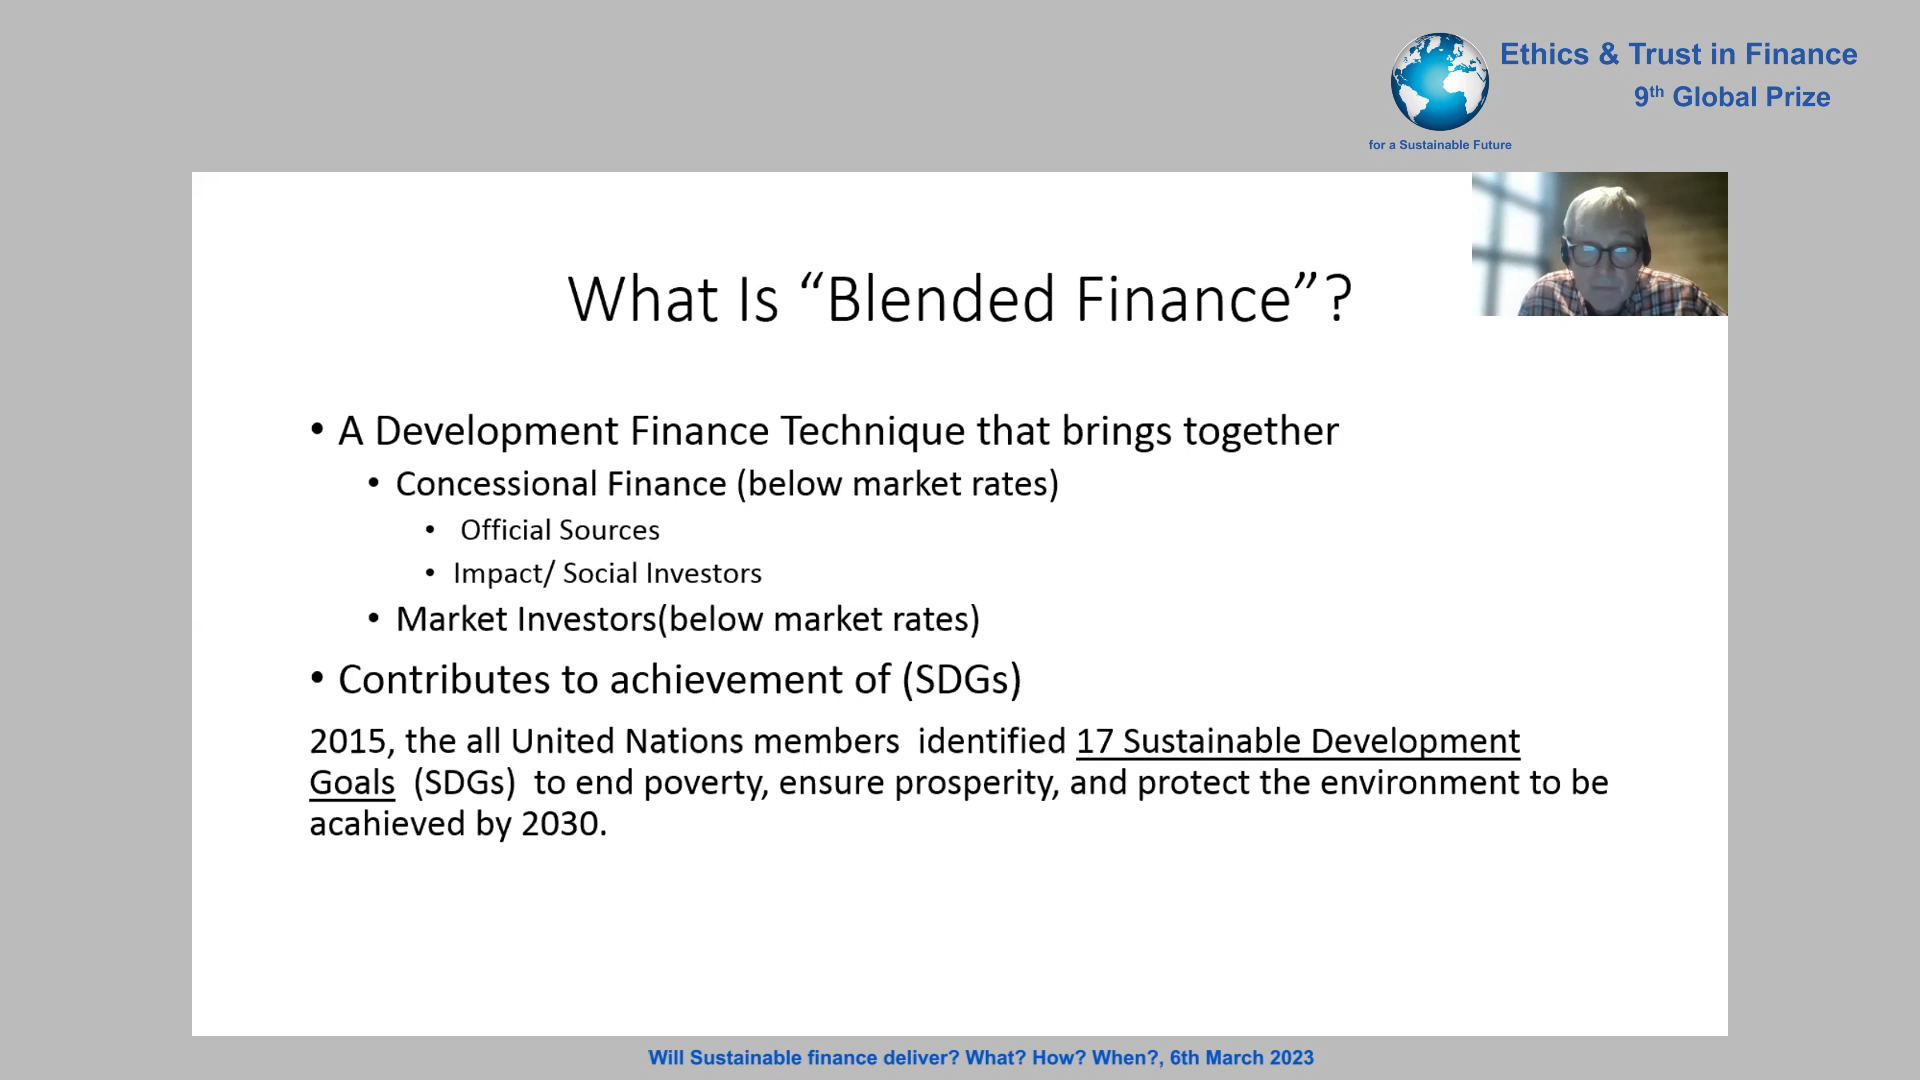 Ethics & Trust in Finance
9th Global Prize
for a Sustainable Future
What Is “Blended Finance”?
• A Development Finance Technique that brings together
• Concessional Finance (below market rates)
• Official Sources
• Impact/ Social Investors
• Market Investors(below market rates)
• Contributes to achievement of (SDGs)
2015, the all United Nations members identified 17 Sustainable Development
Goals (SDGs) to end poverty, ensure prosperity, and protect the environment to be
acahieved by 2030.
Will Sustainable finance deliver? What? How? When?, 6th March 2023